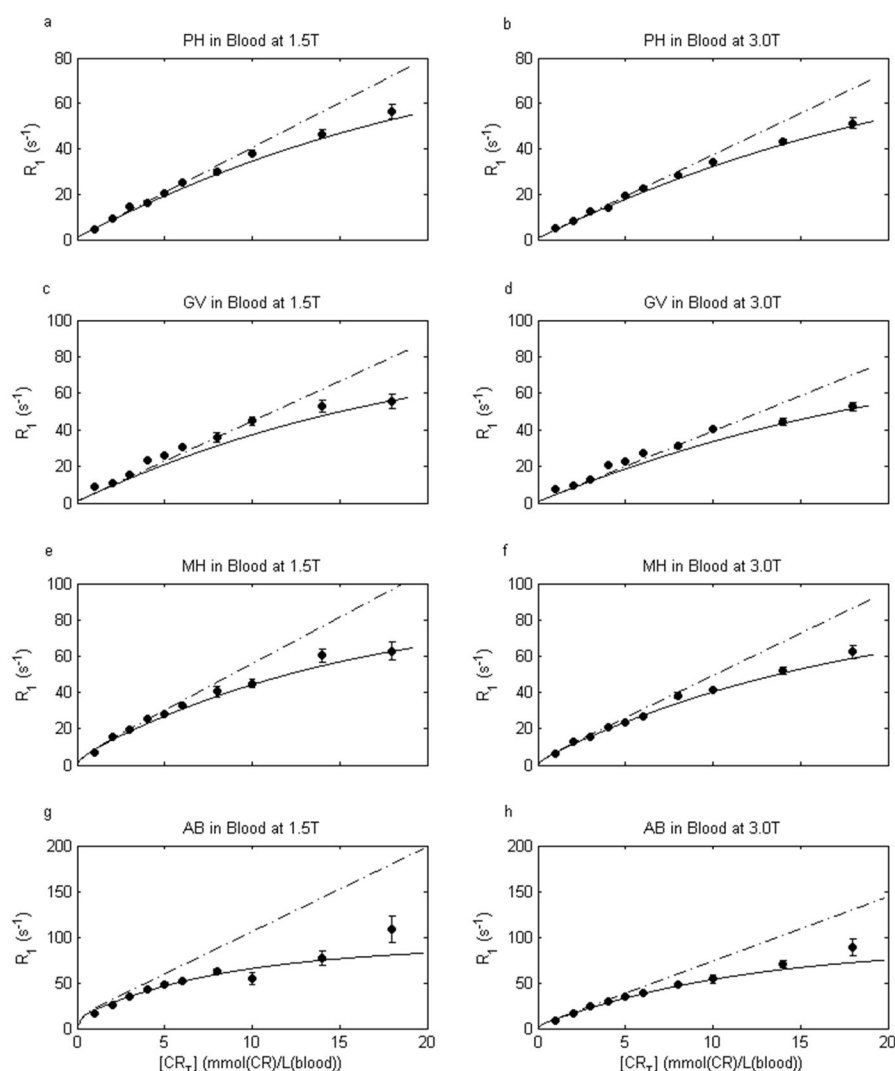 a
PH in Blood at 1.5T
80
60
40
20
0
R₁ (s⁻¹)
b
PH in Blood at 3.0T
80
60
40
20
0
R₁ (s⁻¹)
c
GV in Blood at 1.5T
100
80
60
40
20
0
R₁ (s⁻¹)
d
GV in Blood at 3.0T
100
80
60
40
20
0
R₁ (s⁻¹)
e
MH in Blood at 1.5T
100
80
60
40
20
0
R₁ (s⁻¹)
f
MH in Blood at 3.0T
100
80
60
40
20
0
R₁ (s⁻¹)
g
AB in Blood at 1.5T
200
150
100
50
0
R₁ (s⁻¹)
0 5 10 15 20
[CR_T] (mmol(CR)/L(blood))
h
AB in Blood at 3.0T
200
150
100
50
0
R₁ (s⁻¹)
0 5 10 15 20
[CR_T] (mmol(CR)/L(blood))